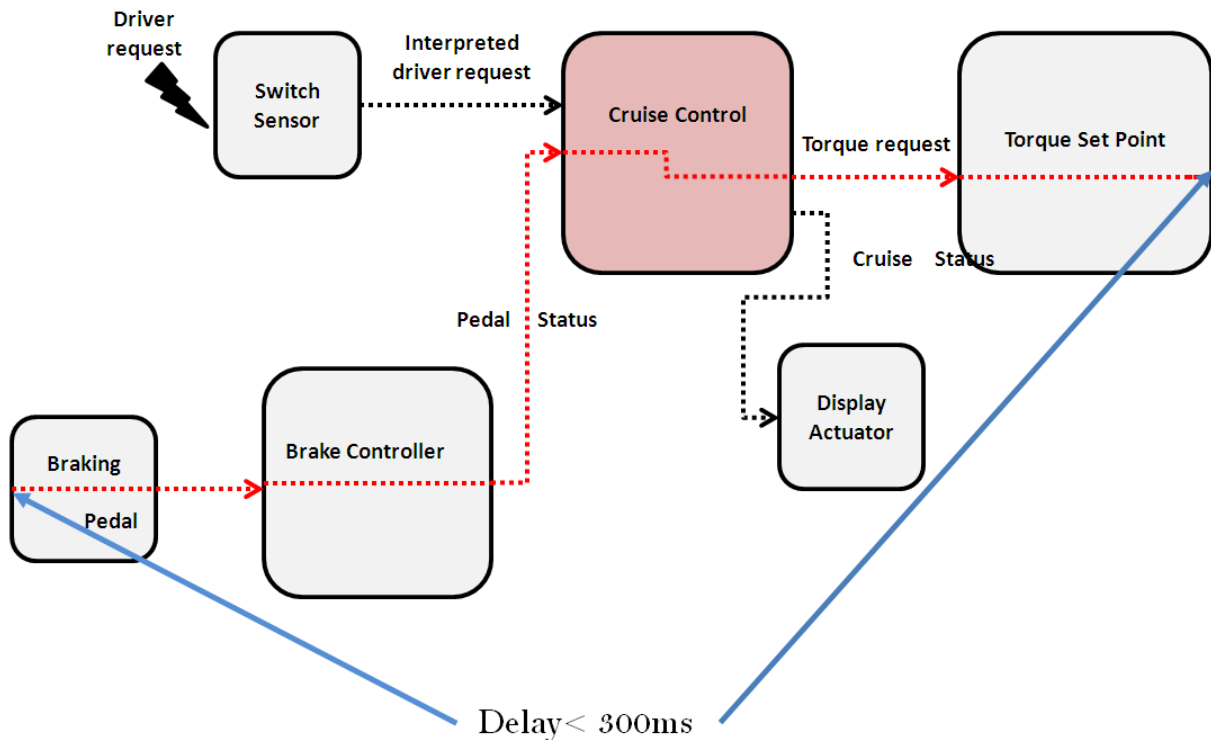 Driver
request
Switch
Sensor
Interpreted
driver request
Cruise Control
Torque request
Torque Set Point
Cruise Status
Pedal Status
Display
Actuator
Braking
Pedal
Brake Controller
Delay< 300ms